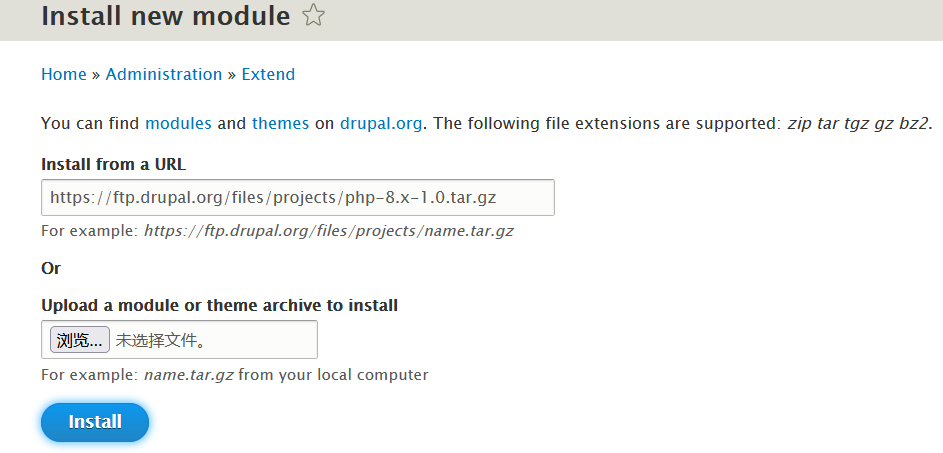 Install new module
Home » Administration » Extend
You can find modules and themes on drupal.org. The following file extensions are supported: zip tar tgz gz bz2.
Install from a URL
https://ftp.drupal.org/files/projects/php-8.x-1.0.tar.gz
For example: https://ftp.drupal.org/files/projects/name.tar.gz
Or
Upload a module or theme archive to install
浏览... 未选择文件。
For example: name.tar.gz from your local computer
Install